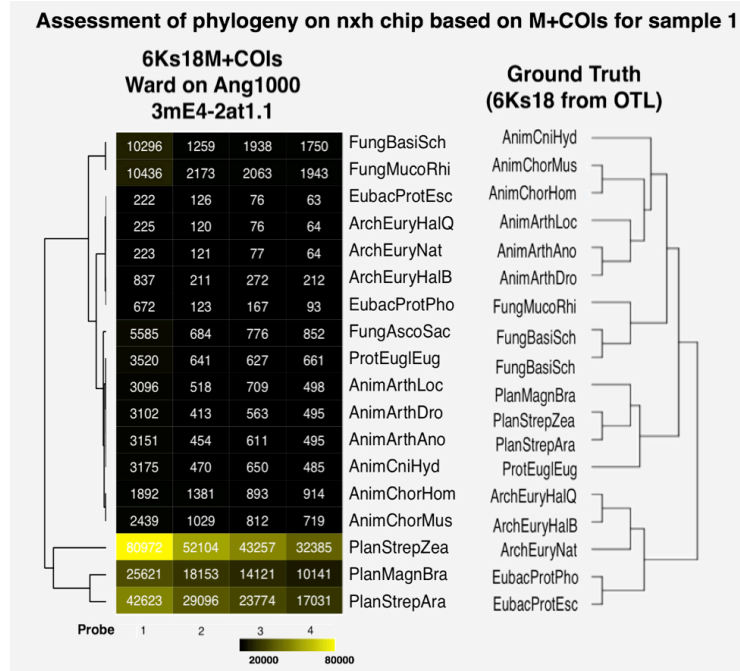 Assessment of phylogeny on nxh chip based on M+COIs for sample 1
6Ks18M+COIs
Ward on Ang1000
3mE4-2at1.1
10296 1259 1938 1750 FungBasiSch
10436 2173 2063 1943 FungMucoRhi
222 126 76 63 EubacProtEsc
225 120 76 64 ArchEuryHalQ
223 121 77 64 ArchEuryNat
837 211 272 212 ArchEuryHalB
672 123 167 93 EubacProtPho
5585 684 776 852 FungAscoSac
3520 641 627 661 ProtEuglEug
3096 518 709 498 AnimArthLoc
3102 413 563 495 AnimArthDro
3151 454 611 495 AnimArthAno
3175 470 650 485 AnimCniHyd
1892 1381 893 914 AnimChorHom
2439 1029 812 719 AnimChorMus
80972 52104 43257 32385 PlanStrepZea
25621 18153 14121 10141 PlanMagnBra
42623 29096 23774 17031 PlanStrepAra
Probe 1 2 3 4
20000 80000
Ground Truth
(6Ks18 from OTL)
AnimCniHyd
AnimChorMus
AnimChorHom
AnimArthLoc
AnimArthAno
AnimArthDro
FungMucoRhi
FungBasiSch
FungBasiSch
PlanMagnBra
PlanStrepZea
PlanStrepAra
ProtEuglEug
ArchEuryHalQ
ArchEuryHalB
ArchEuryNat
EubacProtPho
EubacProtEsc